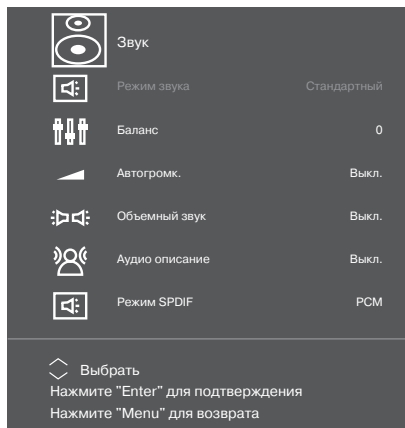 Звук
Режим звука Стандартный
Баланс 0
Автогромк. Выкл.
Объемный звук Выкл.
Аудио описание Выкл.
Режим SPDIF PCM
Выбрать
Нажмите "Enter" для подтверждения
Нажмите "Menu" для возврата